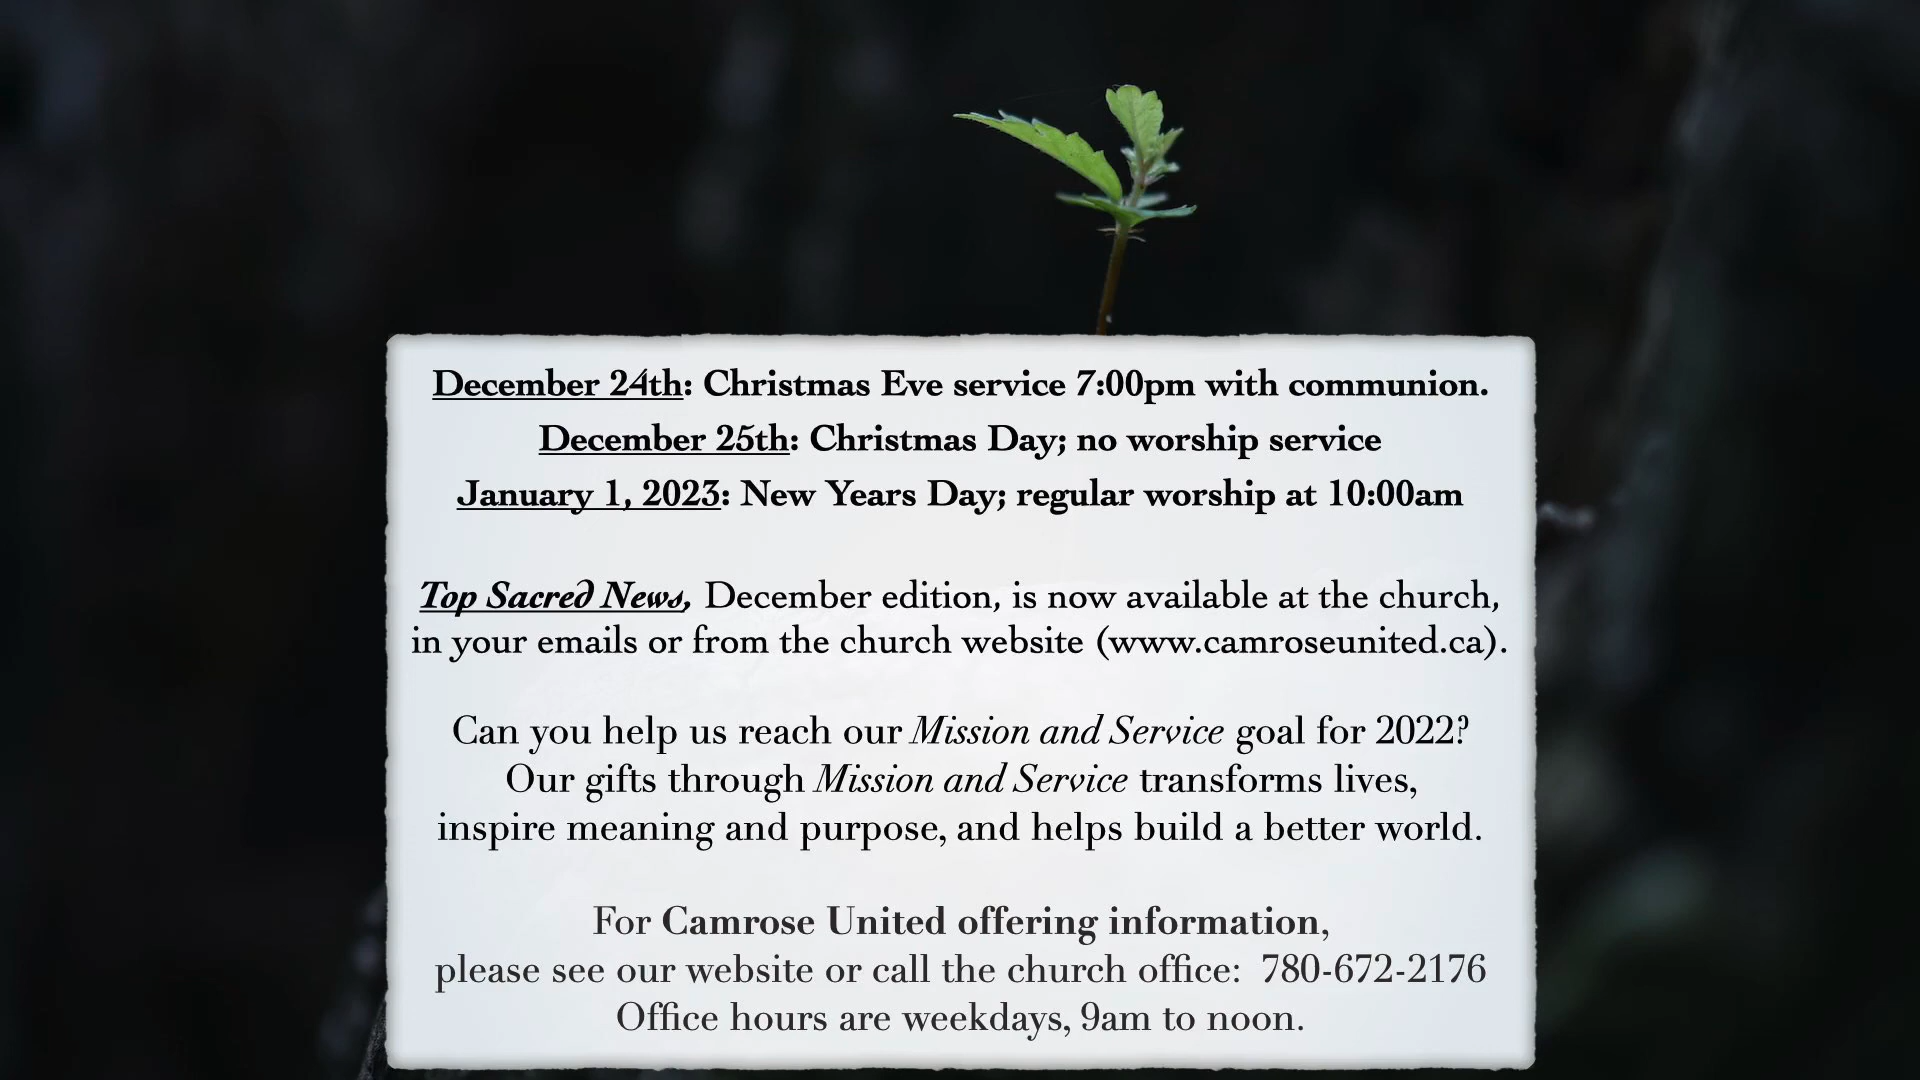 December 24th: Christmas Eve service 7:00pm with communion.
December 25th: Christmas Day; no worship service
January 1, 2023: New Years Day; regular worship at 10:00am
Top Sacred News, December edition, is now available at the church,
in your emails or from the church website (www.camroseunited.ca).
Can you help us reach our Mission and Service goal for 2022?
Our gifts through Mission and Service transforms lives,
inspire meaning and purpose, and helps build a better world.
For Camrose United offering information,
please see our website or call the church office: 780-672-2176
Office hours are weekdays, 9am to noon.